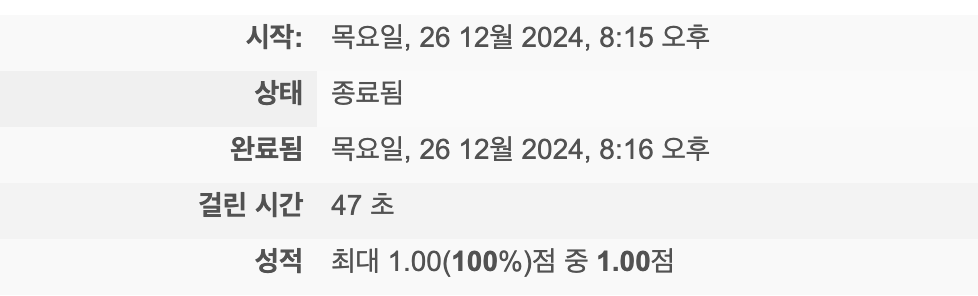 시작: 목요일, 26 12월 2024, 8:15 오후
상태 종료됨
완료됨 목요일, 26 12월 2024, 8:16 오후
걸린 시간 47 초
성적 최대 1.00(100%)점 중 1.00점